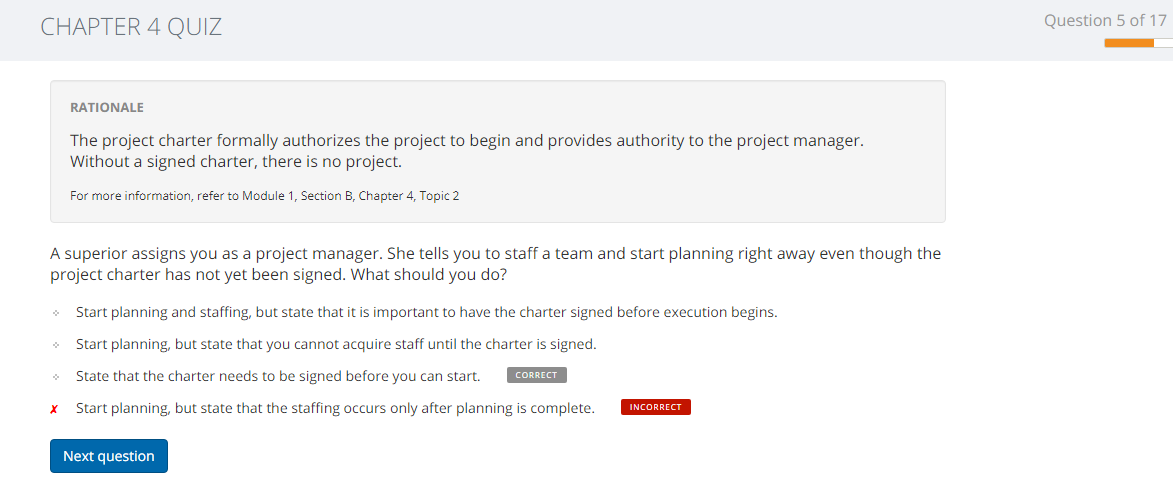 CHAPTER 4 QUIZ
Question 5 of 17
RATIONALE
The project charter formally authorizes the project to begin and provides authority to the project manager.
Without a signed charter, there is no project.
For more information, refer to Module 1, Section B, Chapter 4, Topic 2
A superior assigns you as a project manager. She tells you to staff a team and start planning right away even though the
project charter has not yet been signed. What should you do?
Start planning and staffing, but state that it is important to have the charter signed before execution begins.
Start planning, but state that you cannot acquire staff until the charter is signed.
State that the charter needs to be signed before you can start. CORRECT
✗ Start planning, but state that the staffing occurs only after planning is complete. INCORRECT
Next question